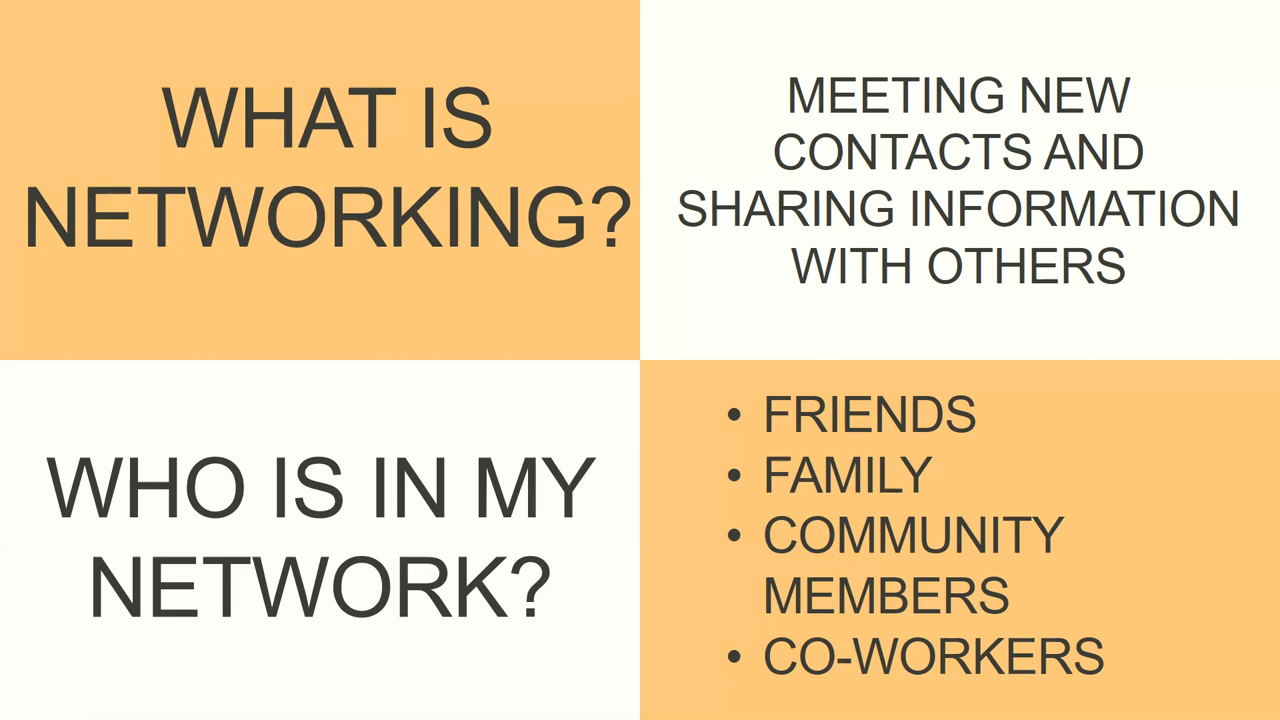 WHAT IS
NETWORKING?
MEETING NEW
CONTACTS AND
SHARING INFORMATION
WITH OTHERS
WHO IS IN MY
NETWORK?
• FRIENDS
• FAMILY
• COMMUNITY
MEMBERS
• CO-WORKERS